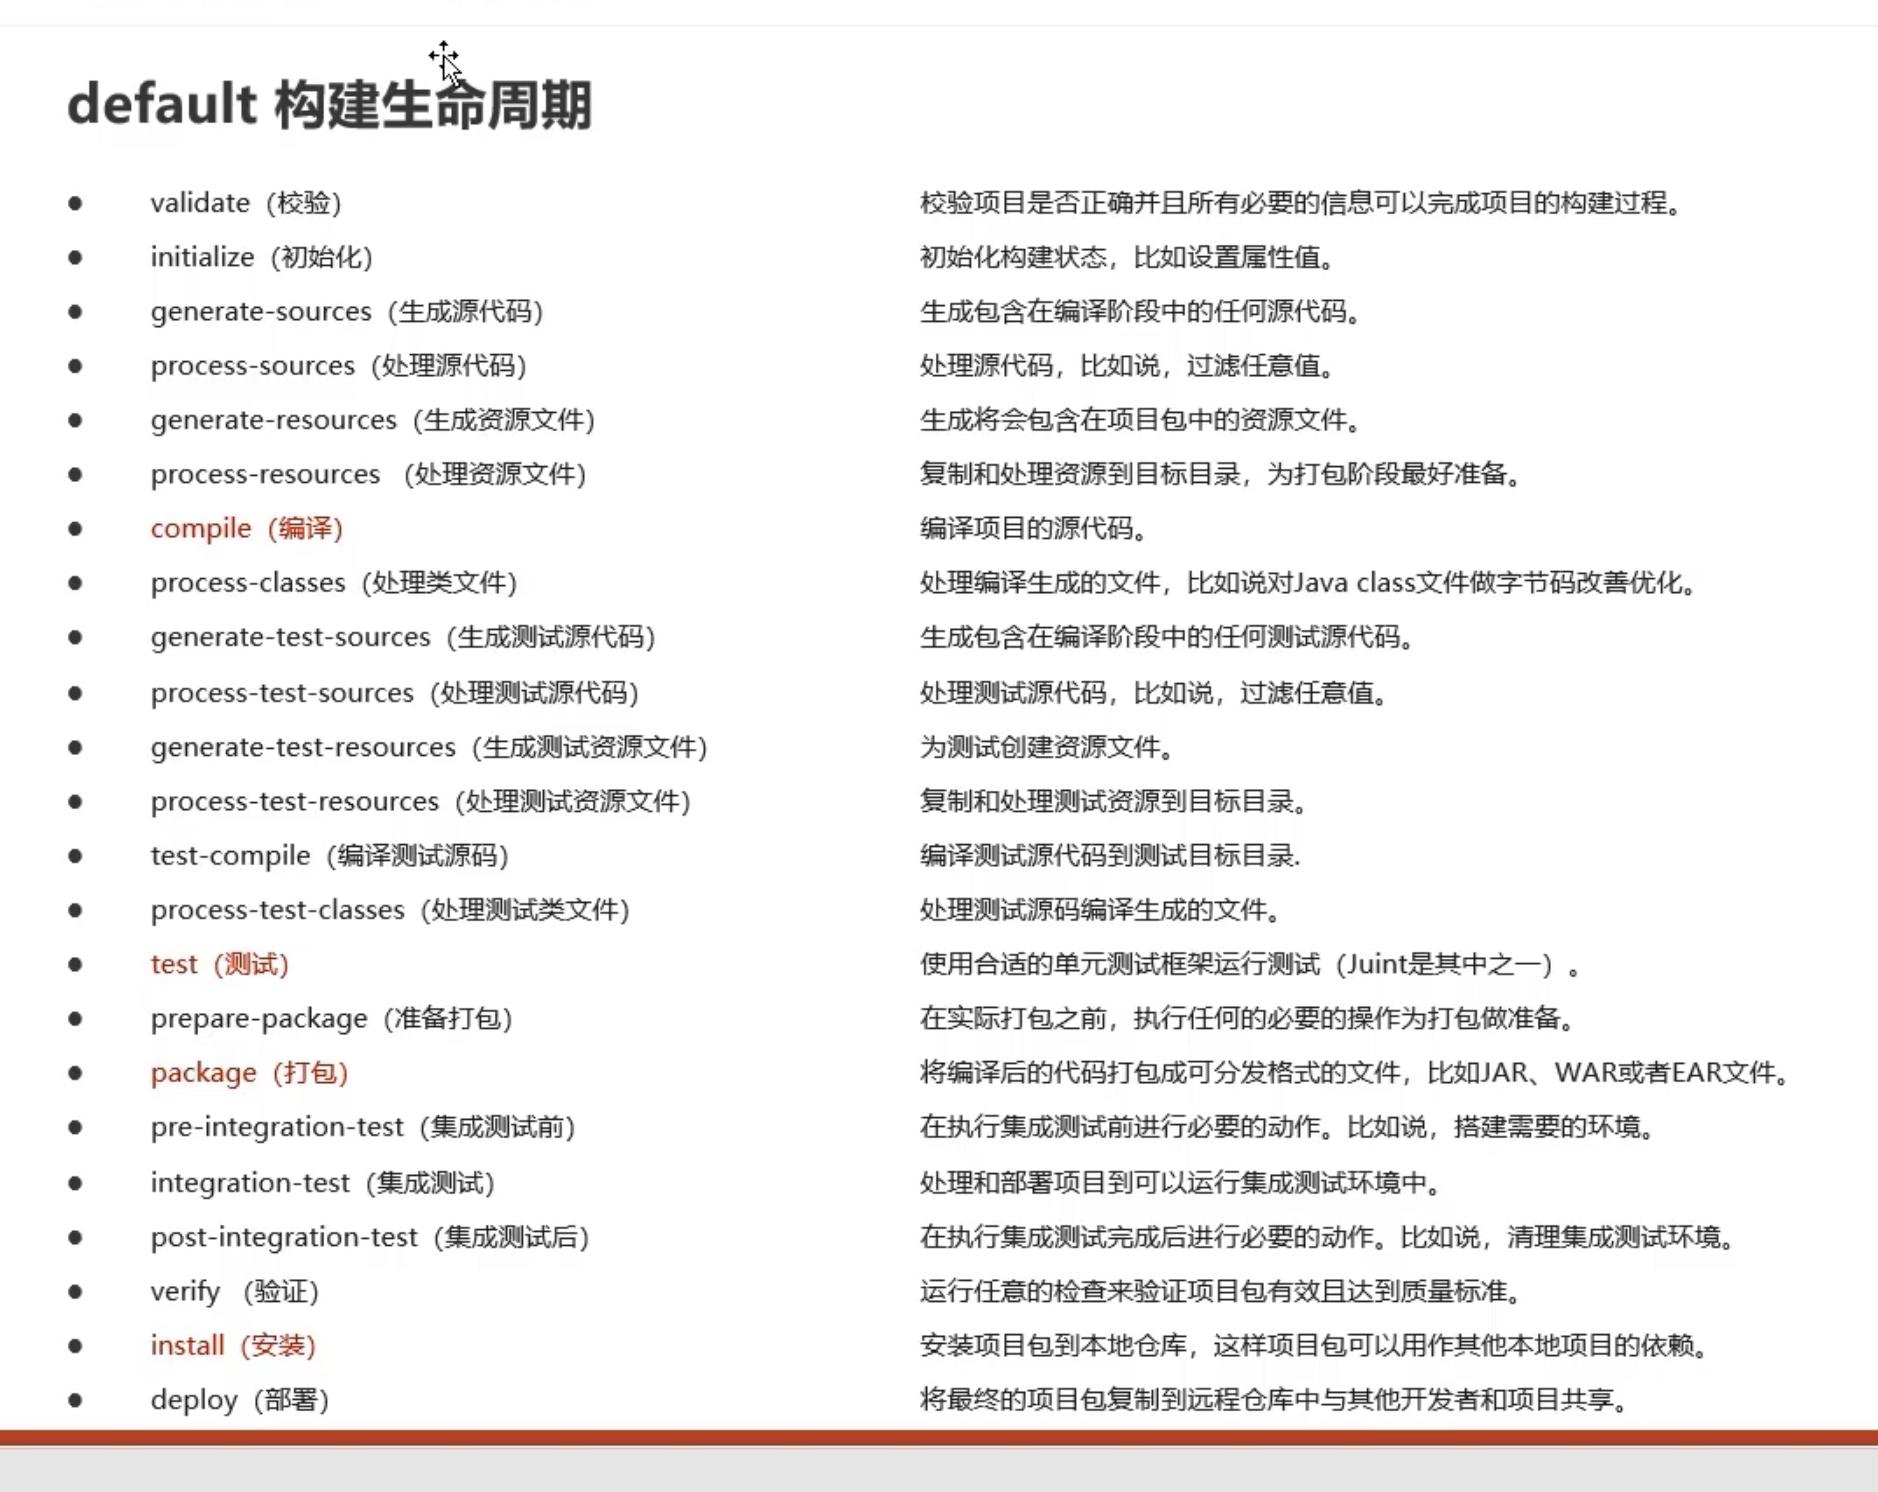 default 构建生命周期
validate（校验） 校验项目是否正确并且所有必要的信息可以完成项目的构建过程。
initialize（初始化） 初始化构建状态，比如设置属性值。
generate-sources（生成源代码） 生成包含在编译阶段中的任何源代码。
process-sources（处理源代码） 处理源代码，比如说，过滤任意值。
generate-resources（生成资源文件） 生成将会包含在项目包中的资源文件。
process-resources （处理资源文件） 复制和处理资源到目标目录，为打包阶段最好准备。
compile（编译） 编译项目的源代码。
process-classes（处理类文件） 处理编译生成的文件，比如说对Java class文件做字节码改善优化。
generate-test-sources（生成测试源代码） 生成包含在编译阶段中的任何测试源代码。
process-test-sources（处理测试源代码） 处理测试源代码，比如说，过滤任意值。
generate-test-resources（生成测试资源文件） 为测试创建资源文件。
process-test-resources（处理测试资源文件） 复制和处理测试资源到目标目录。
test-compile（编译测试源码） 编译测试源代码到测试目标目录.
process-test-classes（处理测试类文件） 处理测试源码编译生成的文件。
test（测试） 使用合适的单元测试框架运行测试（Juint是其中之一）。
prepare-package（准备打包） 在实际打包之前，执行任何的必要的操作为打包做准备。
package（打包） 将编译后的代码打包成可分发格式的文件，比如JAR、WAR或者EAR文件。
pre-integration-test（集成测试前） 在执行集成测试前进行必要的动作。比如说，搭建需要的环境。
integration-test（集成测试） 处理和部署项目到可以运行集成测试环境中。
post-integration-test（集成测试后） 在执行集成测试完成后进行必要的动作。比如说，清理集成测试环境。
verify （验证） 运行任意的检查来验证项目包有效且达到质量标准。
install（安装） 安装项目包到本地仓库，这样项目包可以用作其他本地项目的依赖。
deploy（部署） 将最终的项目包复制到远程仓库中与其他开发者和项目共享。